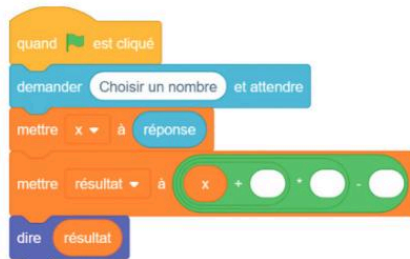 quand est cliqué
demander Choisir un nombre et attendre
mettre x à réponse
mettre résultat à x + * -
dire résultat